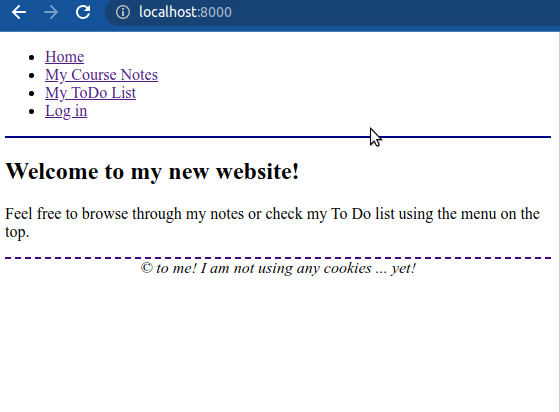 localhost:8000
Home
My Course Notes
My ToDo List
Log in
Welcome to my new website!
Feel free to browse through my notes or check my To Do list using the menu on the
top.
© to me! I am not using any cookies ... yet!